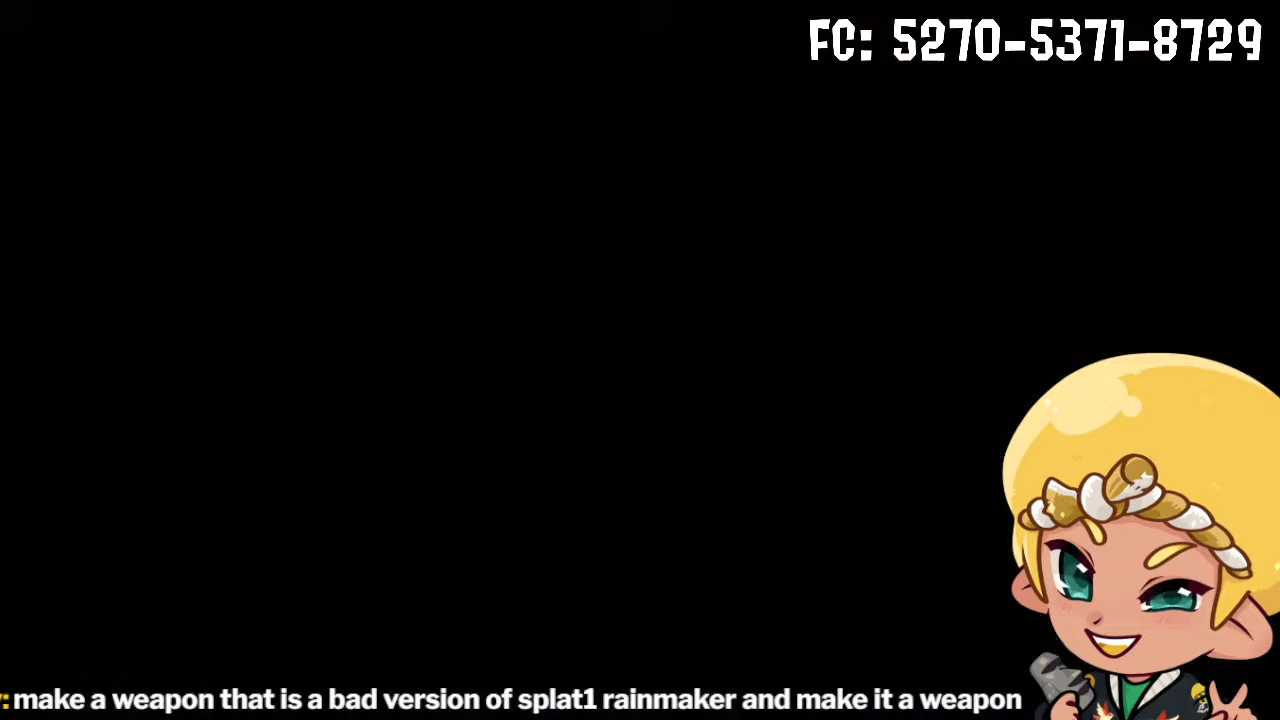 FC: 5270-5371-8729
: make a weapon that is a bad version of splat1 rainmaker and make it a weapon